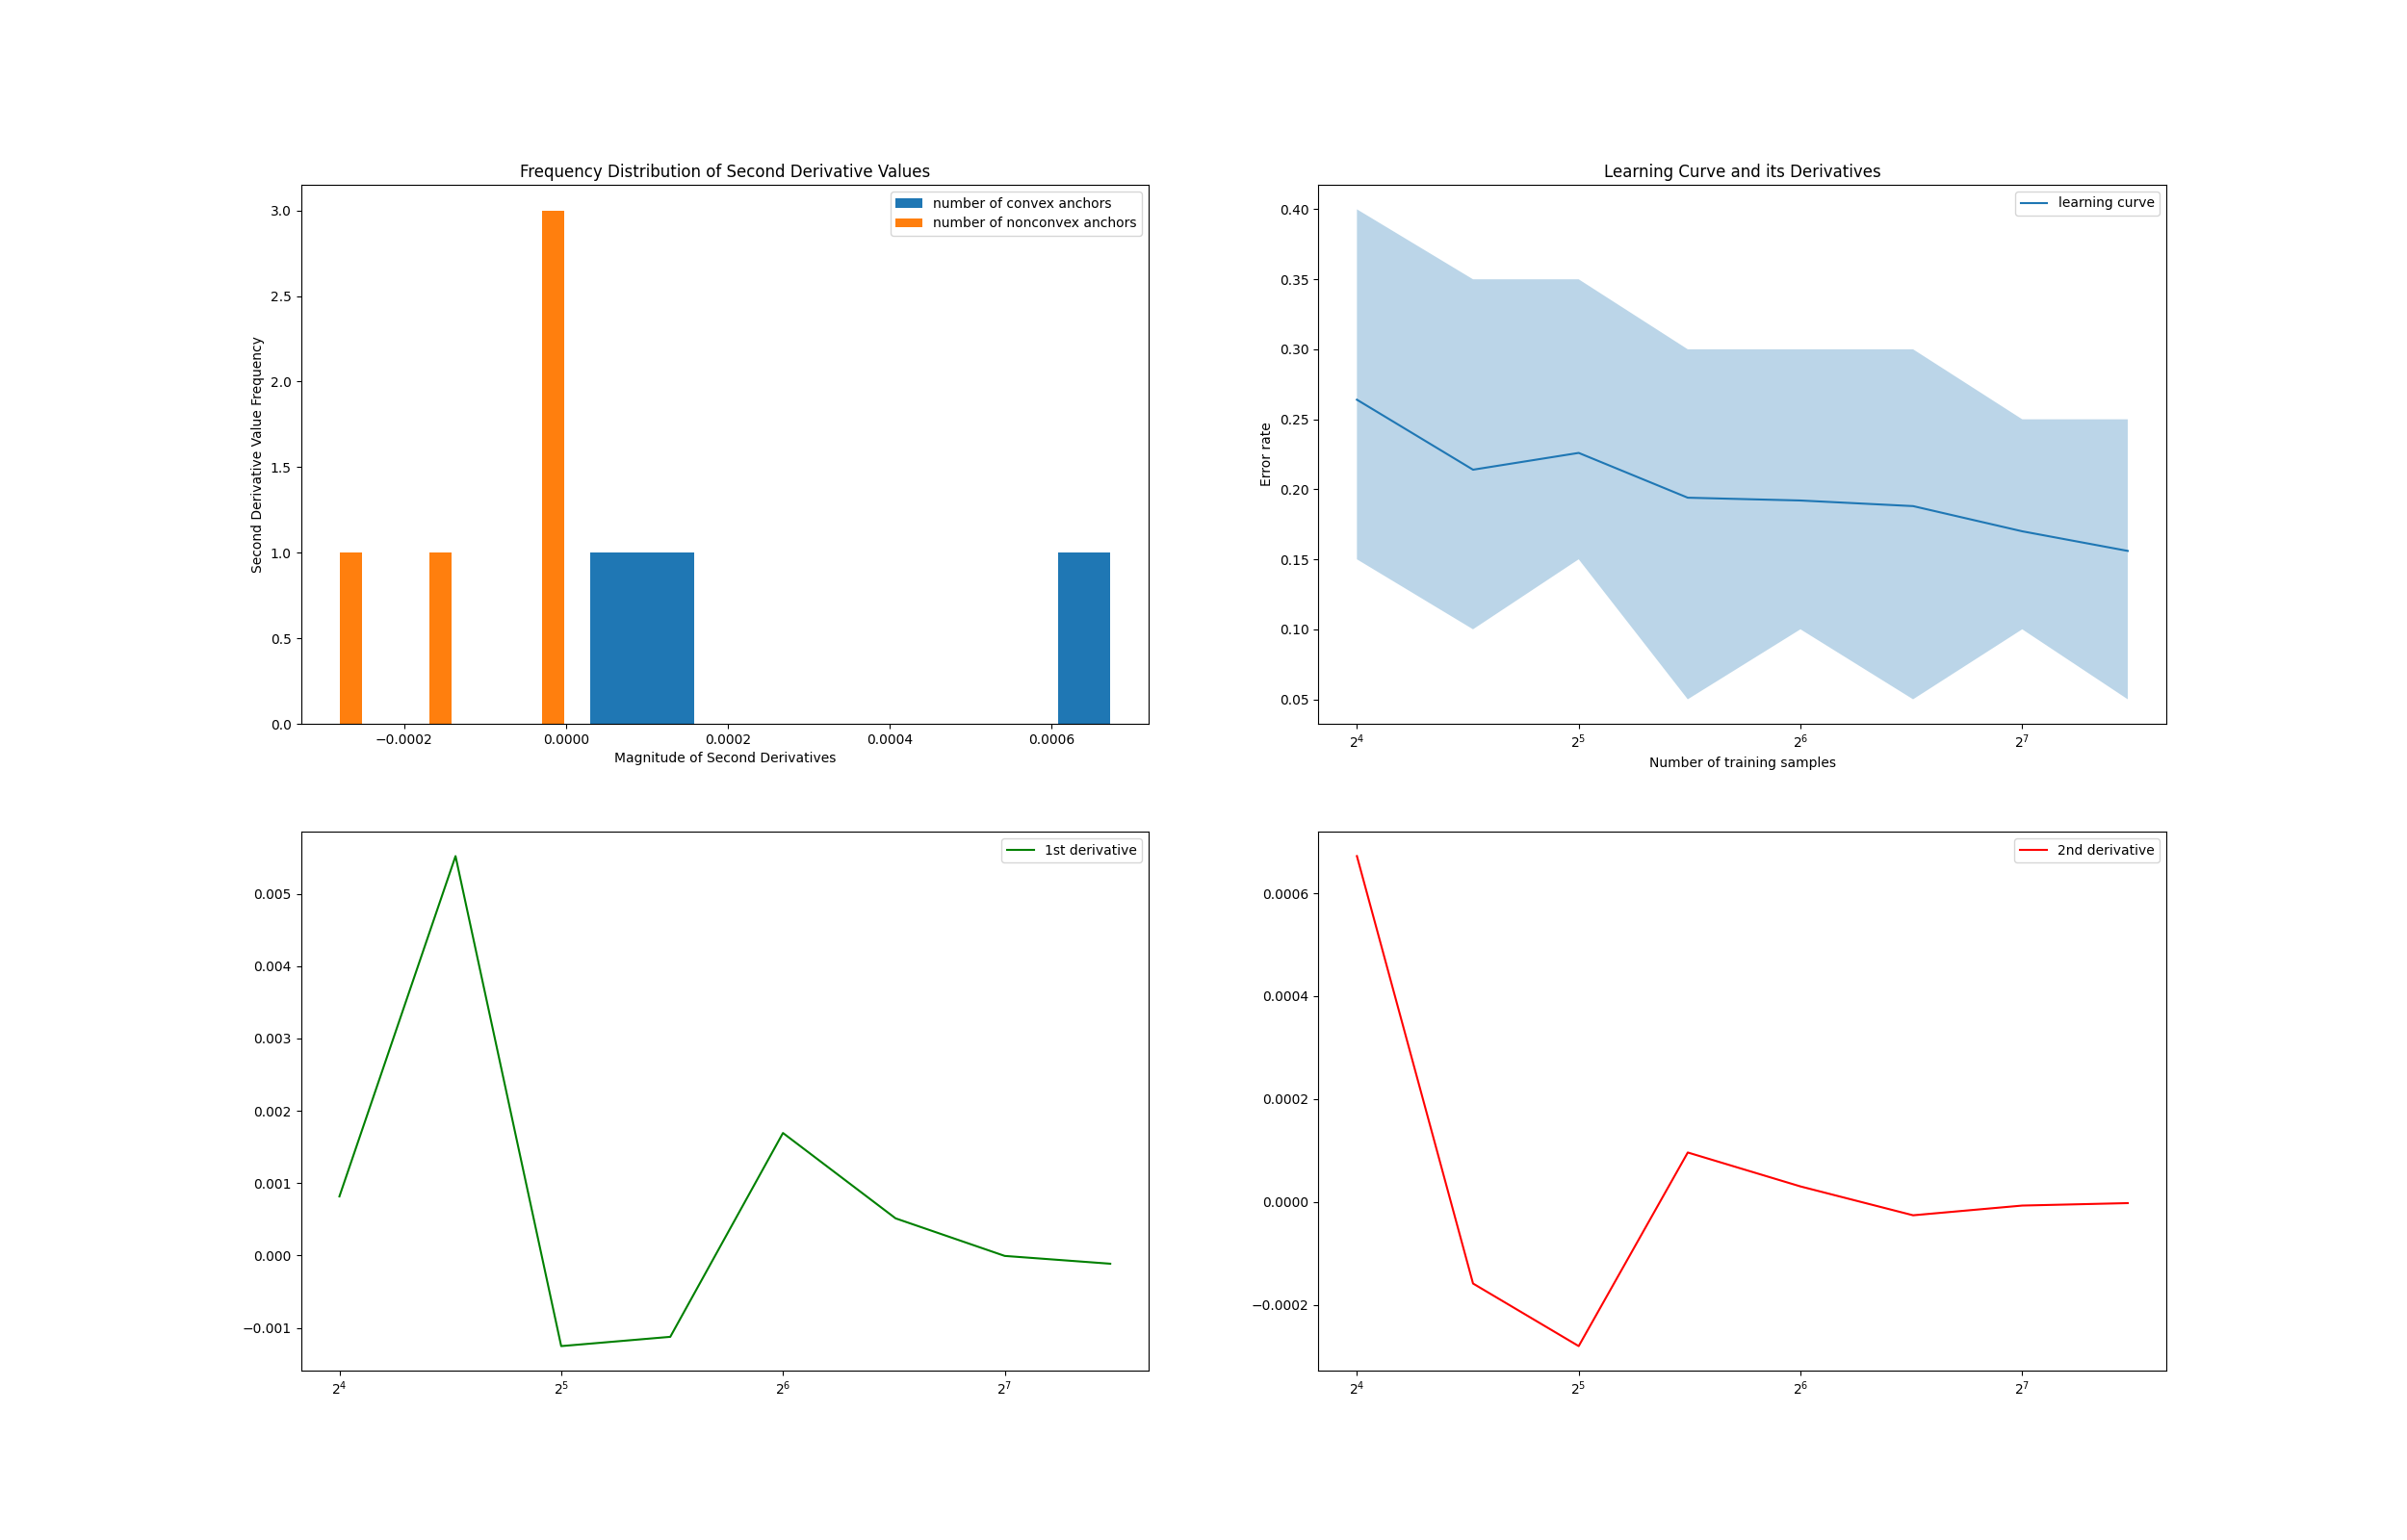 Frequency Distribution of Second Derivative Values
number of convex anchors
number of nonconvex anchors
3.0
2.5
2.0
1.5
1.0
0.5
0.0
Second Derivative Value Frequency
−0.0002 0.0000 0.0002 0.0004 0.0006
Magnitude of Second Derivatives
Learning Curve and its Derivatives
learning curve
0.40
0.35
0.30
0.25
0.20
0.15
0.10
0.05
Error rate
2⁴ 2⁵ 2⁶ 2⁷
Number of training samples
1st derivative
0.005
0.004
0.003
0.002
0.001
0.000
−0.001
2⁴ 2⁵ 2⁶ 2⁷
2nd derivative
0.0006
0.0004
0.0002
0.0000
−0.0002
2⁴ 2⁵ 2⁶ 2⁷